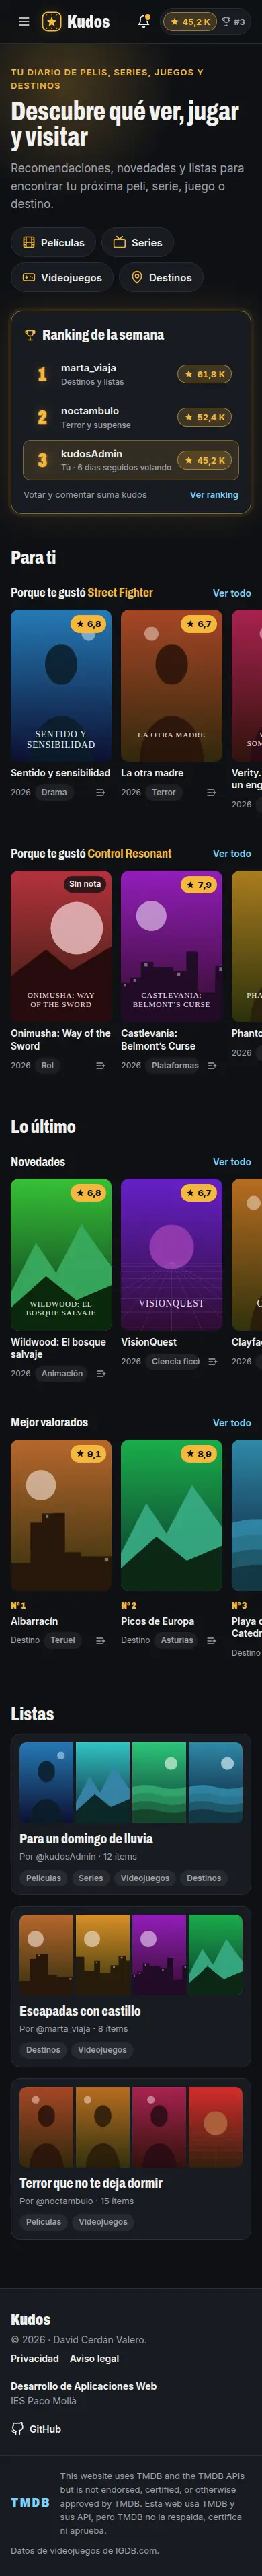 Kudos
45,2 K
#3
TU DIARIO DE PELIS, SERIES, JUEGOS Y
DESTINOS
Descubre qué ver, jugar
y visitar
Recomendaciones, novedades y listas para
encontrar tu próxima peli, serie, juego o
destino.
Películas
Series
Videojuegos
Destinos
Ranking de la semana
1
marta_viaja
Destinos y listas
61,8 K
2
noctambulo
Terror y suspense
52,4 K
3
kudosAdmin
Tú · 6 días seguidos votando
45,2 K
Votar y comentar suma kudos
Ver ranking
Para ti
Porque te gustó Street Fighter
Ver todo
6,8
SENTIDO Y
SENSIBILIDAD
Sentido y sensibilidad
2026
Drama
6,7
LA OTRA MADRE
La otra madre
2026
Terror
Verity.
un eng
2026
Porque te gustó Control Resonant
Ver todo
Sin nota
ONIMUSHA: WAY
OF THE SWORD
Onimusha: Way of the
Sword
2026
Rol
7,9
CASTLEVANIA:
BELMONT'S CURSE
Castlevania:
Belmont's Curse
2026
Plataformas
PHA
Phanto
2026
Lo último
Novedades
Ver todo
6,8
WILDWOOD: EL
BOSQUE SALVAJE
Wildwood: El bosque
salvaje
2026
Animación
6,7
VISIONQUEST
VisionQuest
2026
Ciencia ficci
C
Clayfa
2026
Mejor valorados
Ver todo
9,1
Nº1
Albarracín
Destino
Teruel
8,9
Nº2
Picos de Europa
Destino
Asturias
Nº3
Playa d
Catedr
Destino
Listas
Para un domingo de lluvia
Por @kudosAdmin · 12 ítems
Películas
Series
Videojuegos
Destinos
Escapadas con castillo
Por @marta_viaja · 8 ítems
Destinos
Videojuegos
Terror que no te deja dormir
Por @noctambulo · 15 ítems
Películas
Videojuegos
Kudos
© 2026 · David Cerdán Valero.
Privacidad
Aviso legal
Desarrollo de Aplicaciones Web
IES Paco Mollà
GitHub
TMDB
This website uses TMDB and the TMDB APIs
but is not endorsed, certified, or otherwise
approved by TMDB. Esta web usa TMDB y
sus API, pero TMDB no la respalda, certifica
ni aprueba.
Datos de videojuegos de IGDB.com.